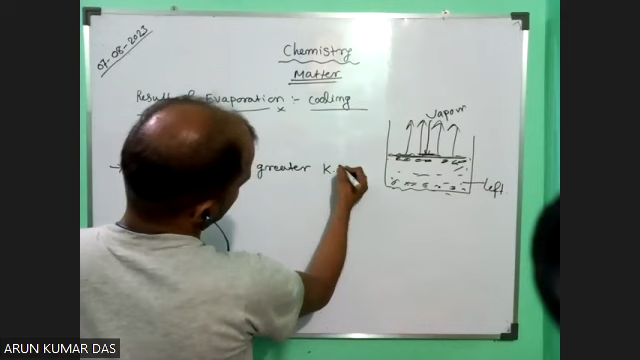 07-08-2023
Chemistry
Matter
Result of Evaporation :- Cooling
Vapour
→ greater K
left
ARUN KUMAR DAS